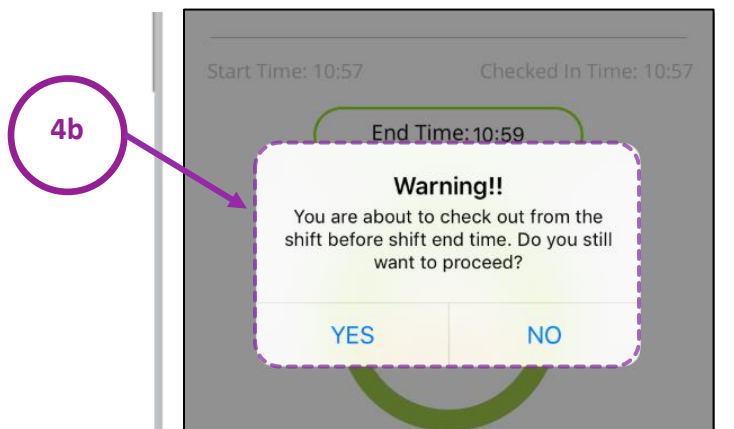 Start Time: 10:57 Checked In Time: 10:57
4b
End Time: 10:59
Warning!!
You are about to check out from the
shift before shift end time. Do you still
want to proceed?
YES NO